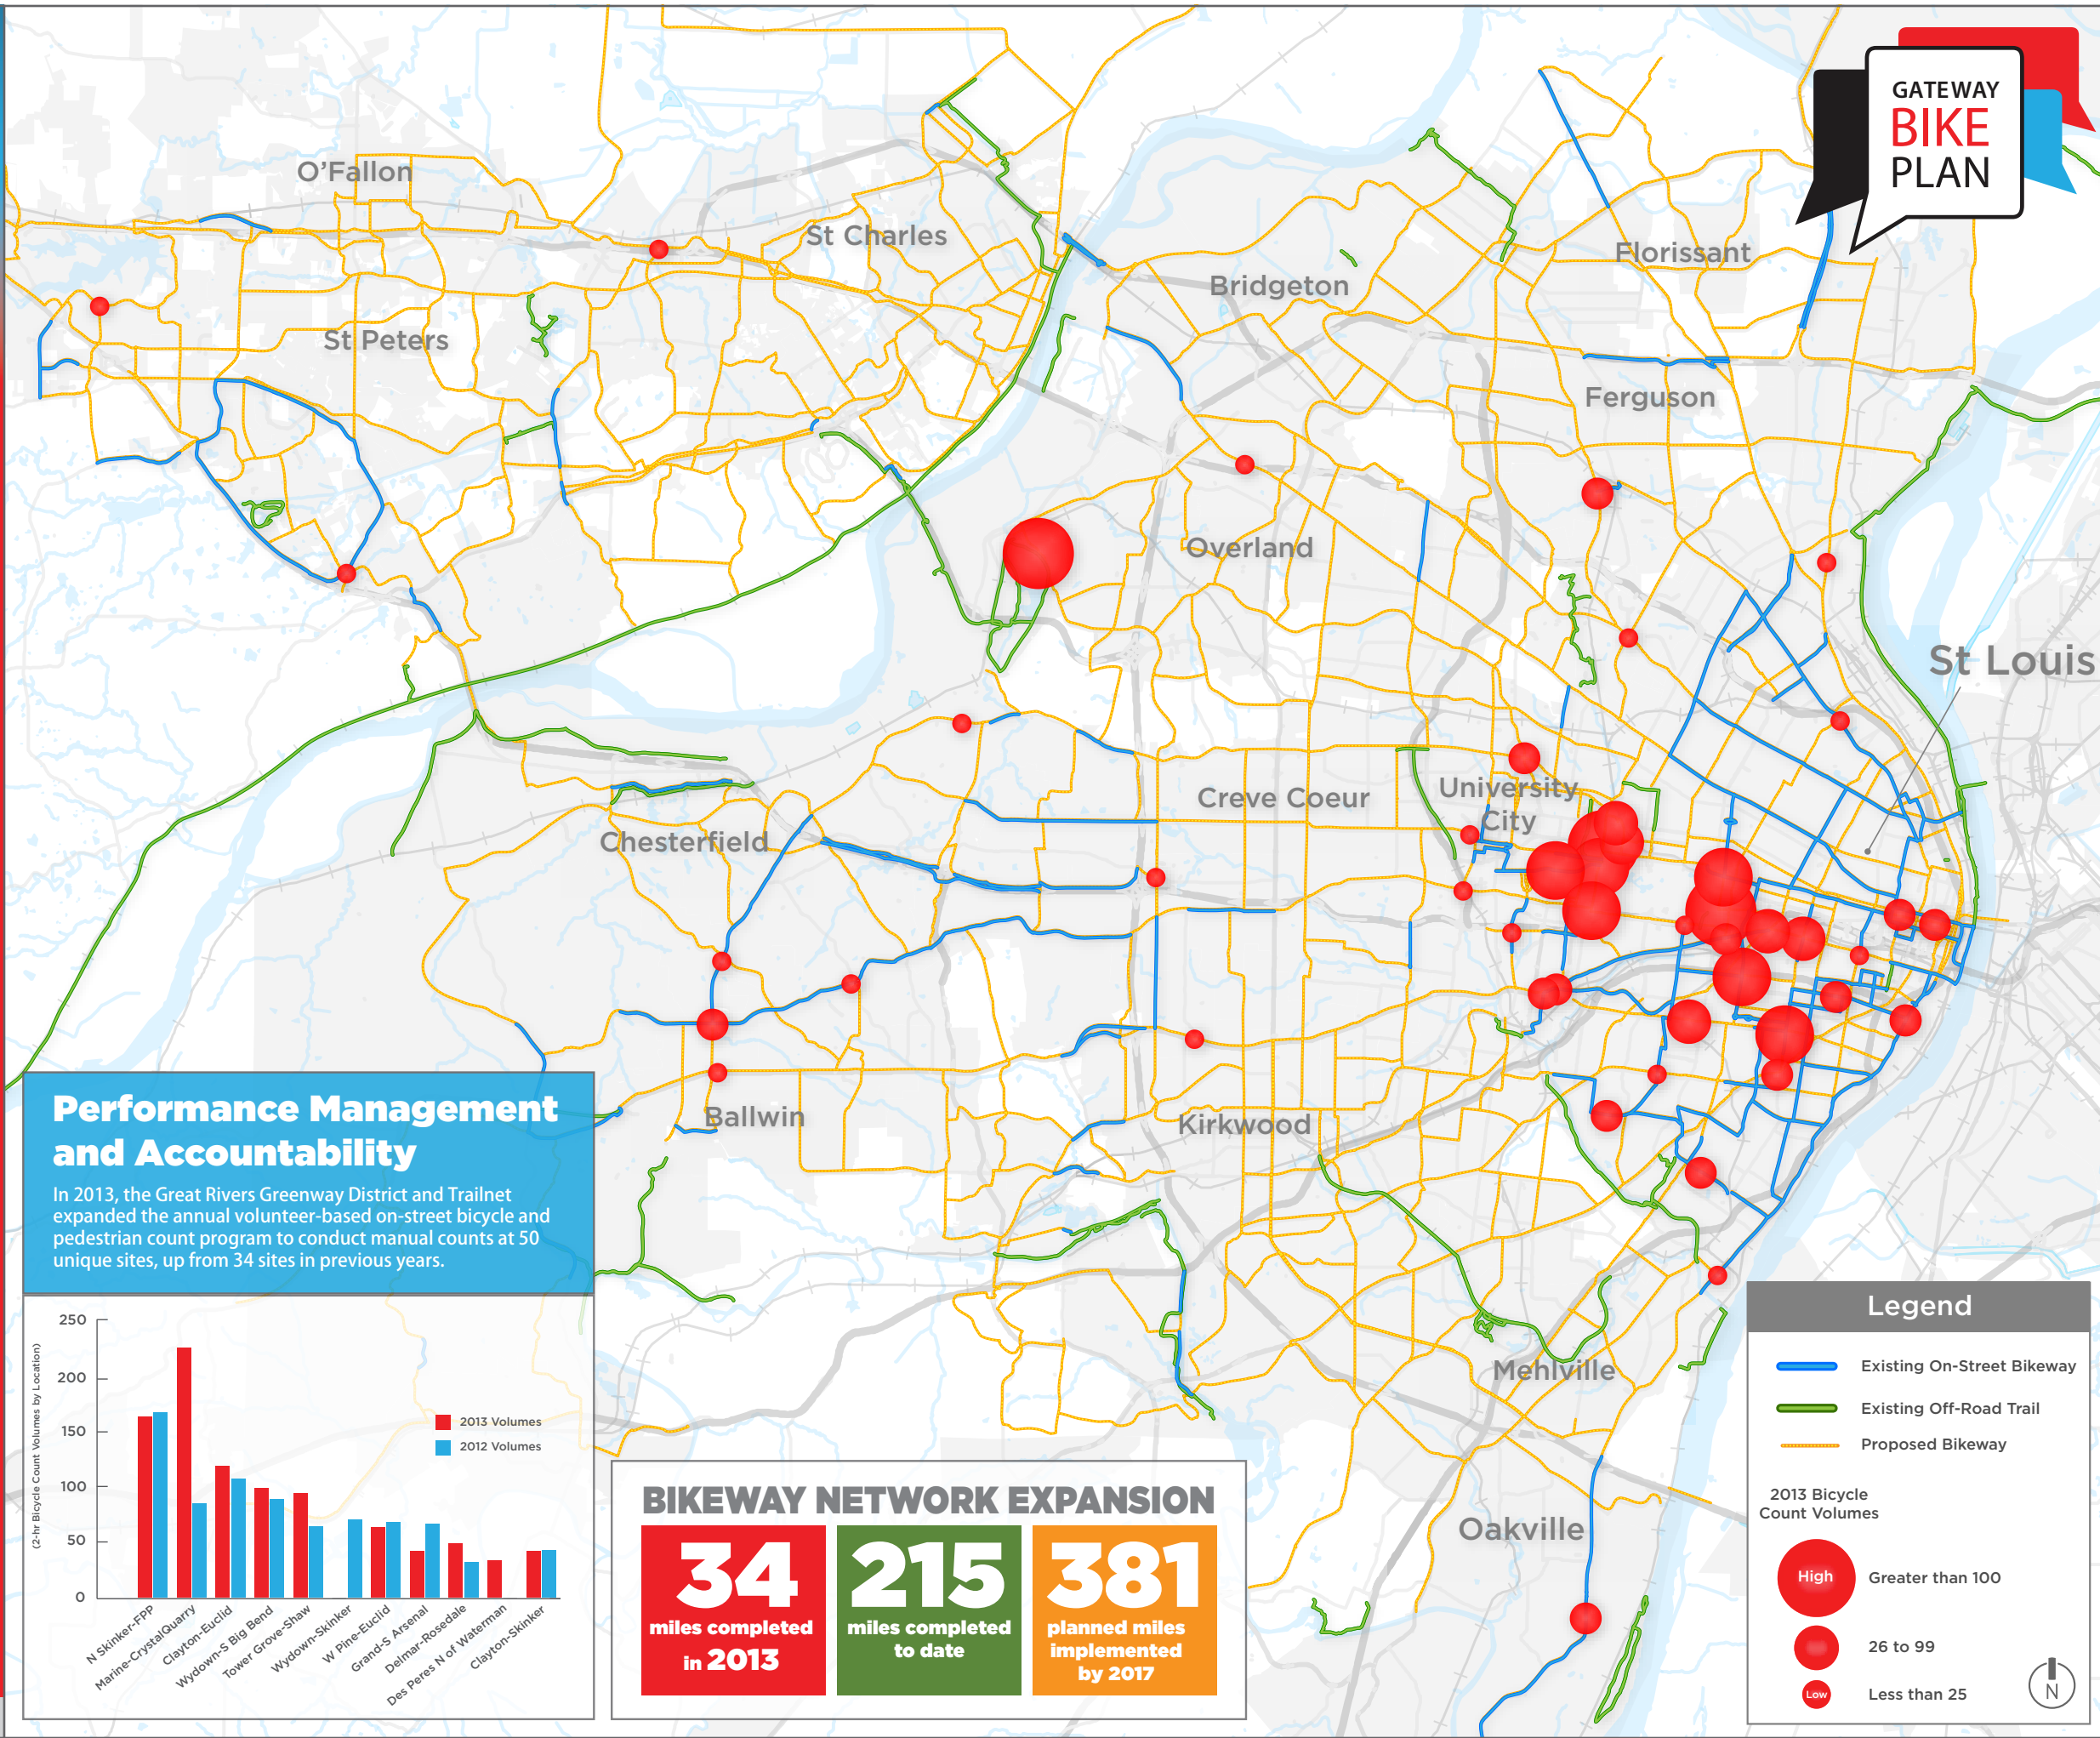 GATEWAY
BIKE
PLAN
O'Fallon
St Charles
Florissant
Bridgeton
St Peters
Ferguson
Overland
St Louis
University
City
Creve Coeur
Chesterfield
Ballwin
Kirkwood
Mehlville
Oakville
Performance Management
and Accountability
In 2013, the Great Rivers Greenway District and Trailnet
expanded the annual volunteer-based on-street bicycle and
pedestrian count program to conduct manual counts at 50
unique sites, up from 34 sites in previous years.
(2-hr Bicycle Count Volumes by Location)
250
200
150
100
50
0
2013 Volumes
2012 Volumes
N Skinker-FPP
Marine-CrystalQuarry
Clayton-Euclid
Wydown-S Big Bend
Tower Grove-Shaw
Wydown-Skinker
W Pine-Euclid
Grand-S Arsenal
Delmar-Rosedale
Des Peres N of Waterman
Clayton-Skinker
BIKEWAY NETWORK EXPANSION
34
miles completed
in 2013
215
miles completed
to date
381
planned miles
implemented
by 2017
Legend
Existing On-Street Bikeway
Existing Off-Road Trail
Proposed Bikeway
2013 Bicycle
Count Volumes
High
Greater than 100
26 to 99
Low
Less than 25
N